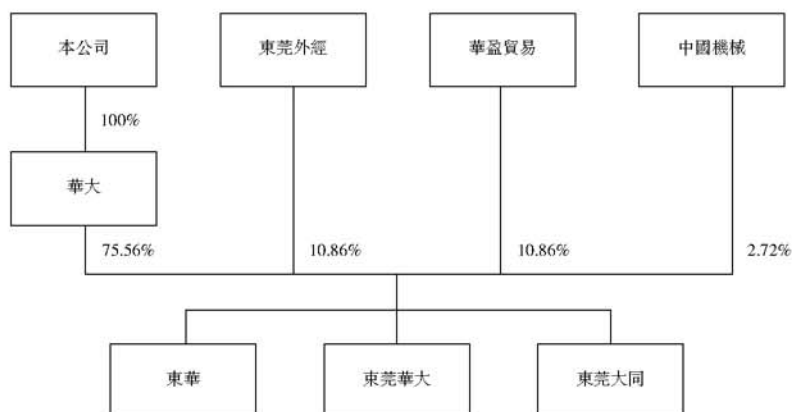 本公司
東莞外經
華盈貿易
中國機械
100%
華大
75.56%
10.86%
10.86%
2.72%
東華
東莞華大
東莞大同